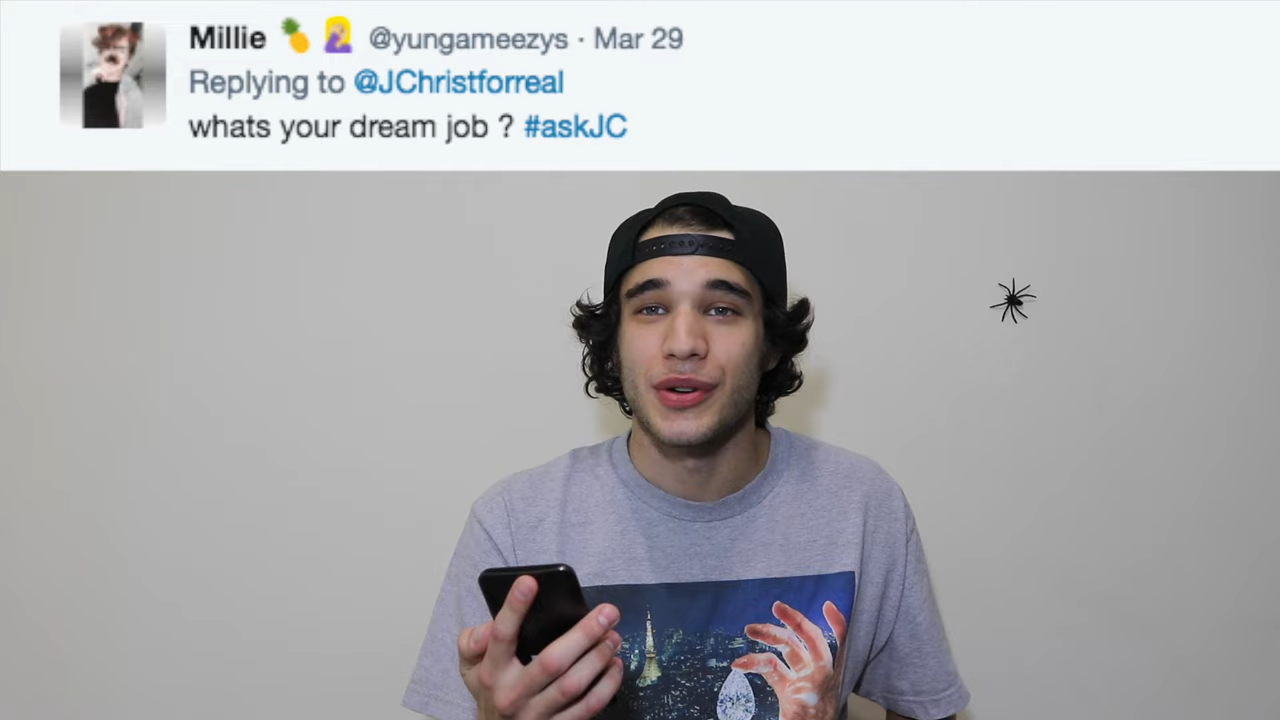 Millie 🍍 🤦‍♀️ @yungameezys · Mar 29
Replying to @JChristforreal
whats your dream job ? #askJC